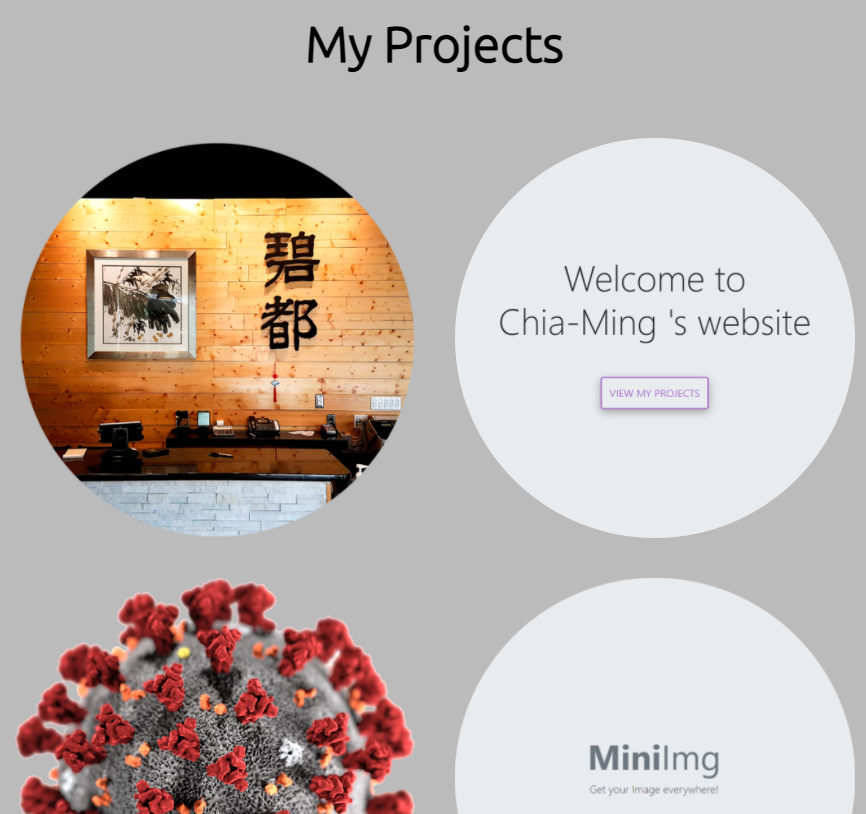 My Projects
碧
都
Welcome to
Chia-Ming 's website
VIEW MY PROJECTS
MiniImg
Get your Image everywhere!